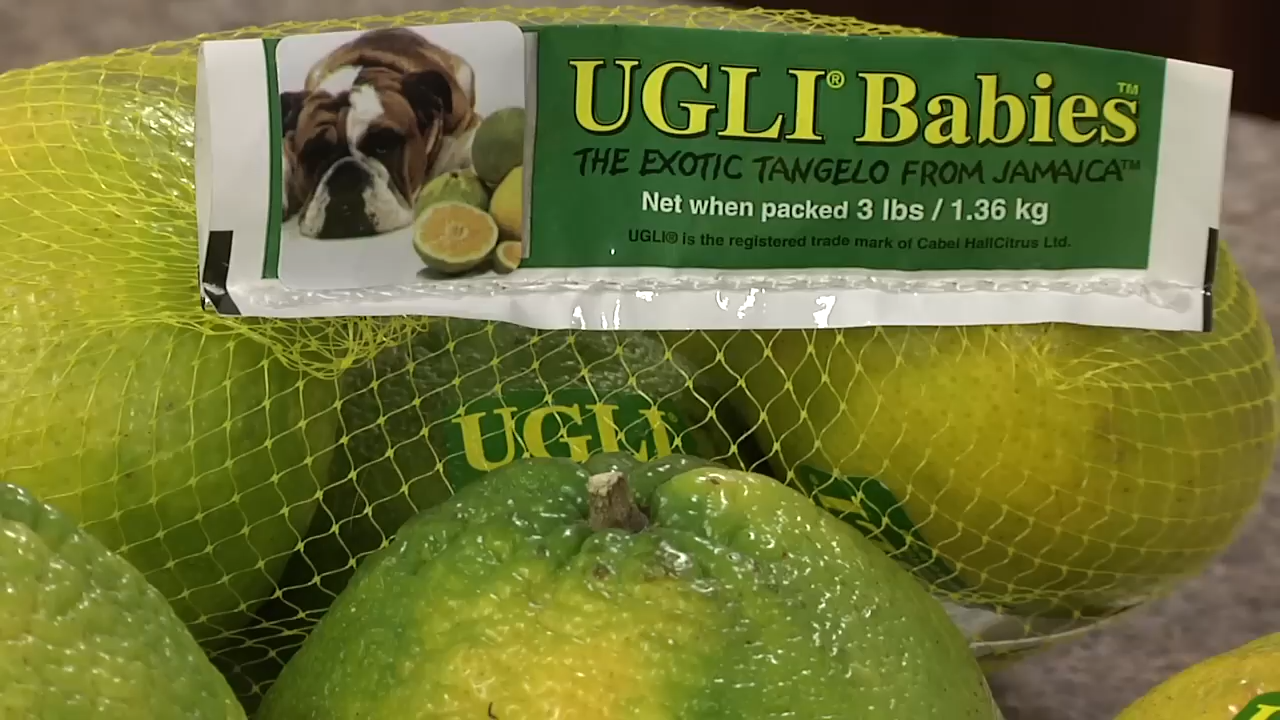 UGLI® Babies™
THE EXOTIC TANGELO FROM JAMAICA™
Net when packed 3 lbs / 1.36 kg
UGLI® is the registered trade mark of Cabel HallCitrus Ltd.
UGLI